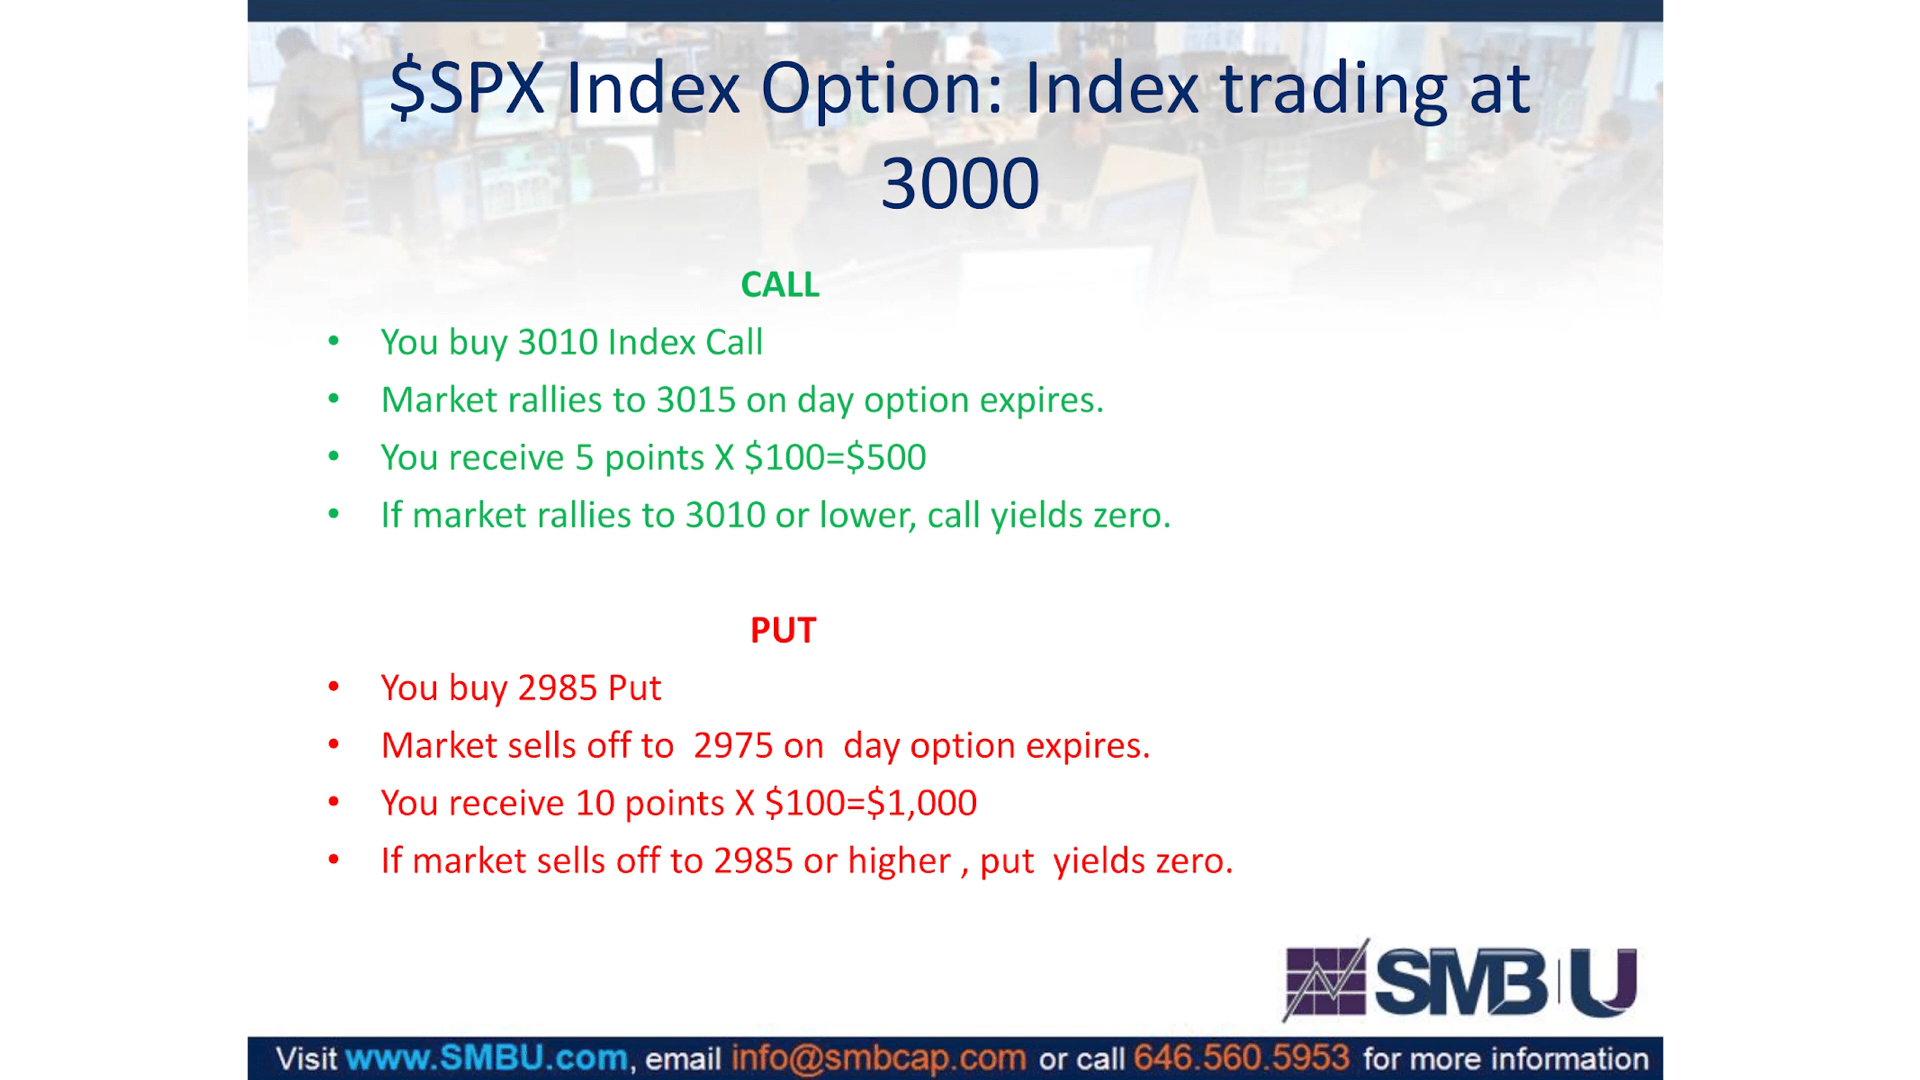 $SPX Index Option: Index trading at
3000
CALL
• You buy 3010 Index Call
• Market rallies to 3015 on day option expires.
• You receive 5 points X $100=$500
• If market rallies to 3010 or lower, call yields zero.
PUT
• You buy 2985 Put
• Market sells off to  2975 on  day option expires.
• You receive 10 points X $100=$1,000
• If market sells off to 2985 or higher , put  yields zero.
SMB U
Visit www.SMBU.com, email info@smbcap.com or call 646.560.5953 for more information